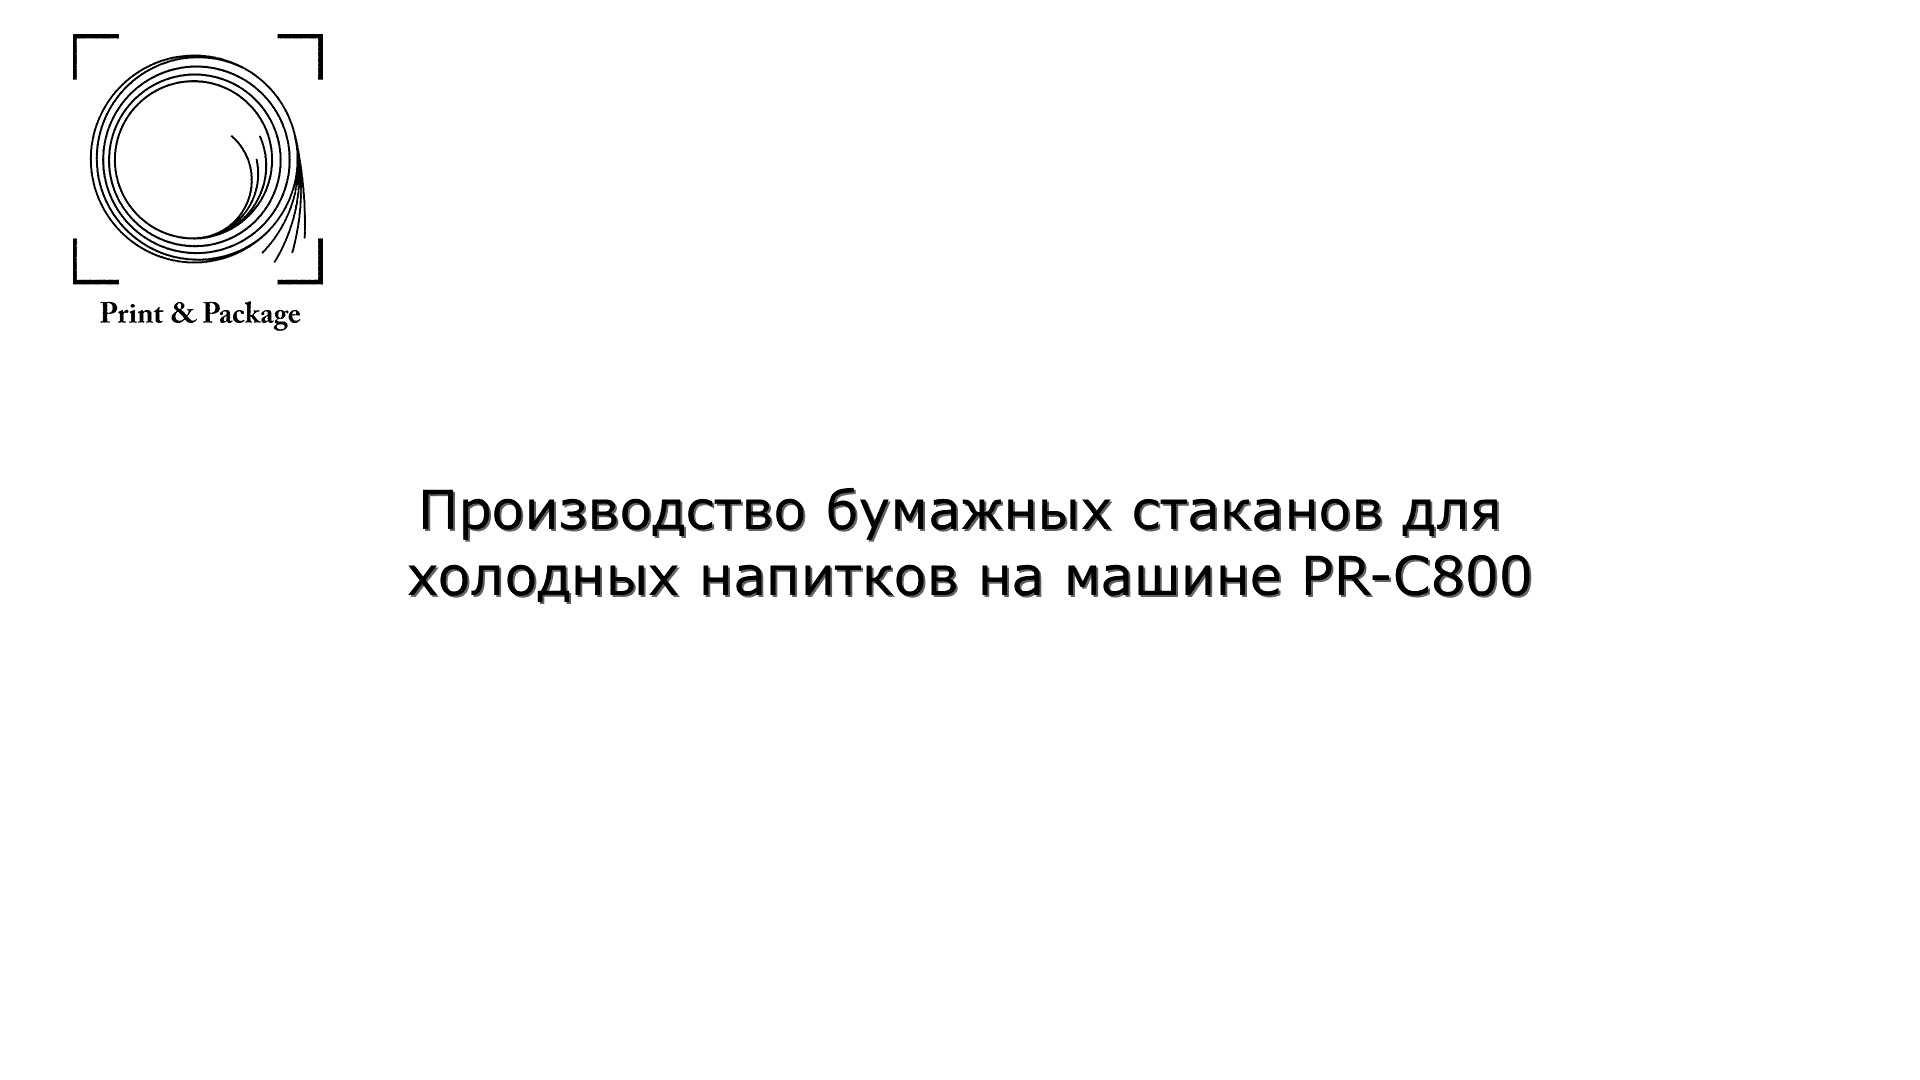 Print & Package
Производство бумажных стаканов для
холодных напитков на машине PR-C800